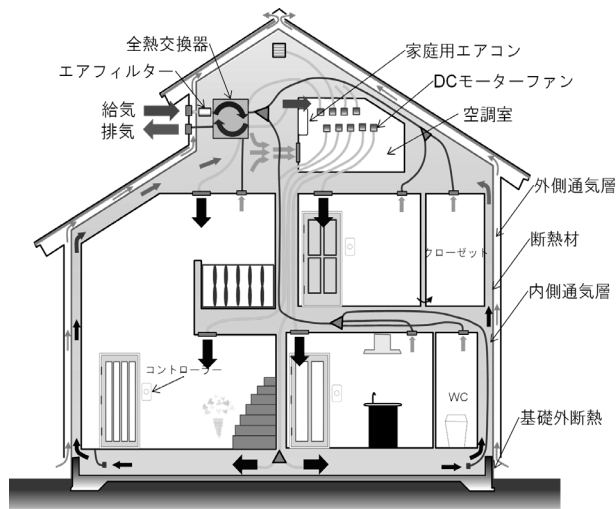 全熱交換器
エアフィルター
給気
排気
家庭用エアコン
DCモーターファン
空調室
外側通気層
断熱材
クローゼット
内側通気層
コントローラー
WC
基礎外断熱